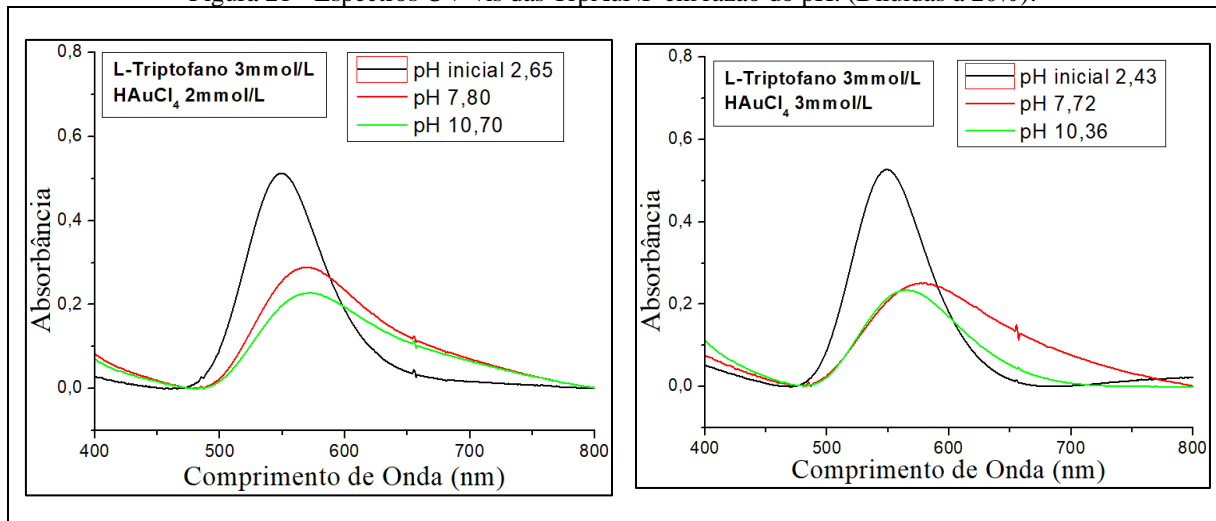 Figura 21 - Espectros UV-Vis das TrpAuNP em razão do pH. (Diluídas a 20%).
L-Triptofano 3mmol/L
HAuCl4 2mmol/L
pH inicial 2,65
pH 7,80
pH 10,70
0,8
0,6
0,4
0,2
0,0
Absorbância
400 500 600 700 800
Comprimento de Onda (nm)
L-Triptofano 3mmol/L
HAuCl4 3mmol/L
pH inicial 2,43
pH 7,72
pH 10,36
0,8
0,6
0,4
0,2
0,0
Absorbância
400 500 600 700 800
Comprimento de Onda (nm)